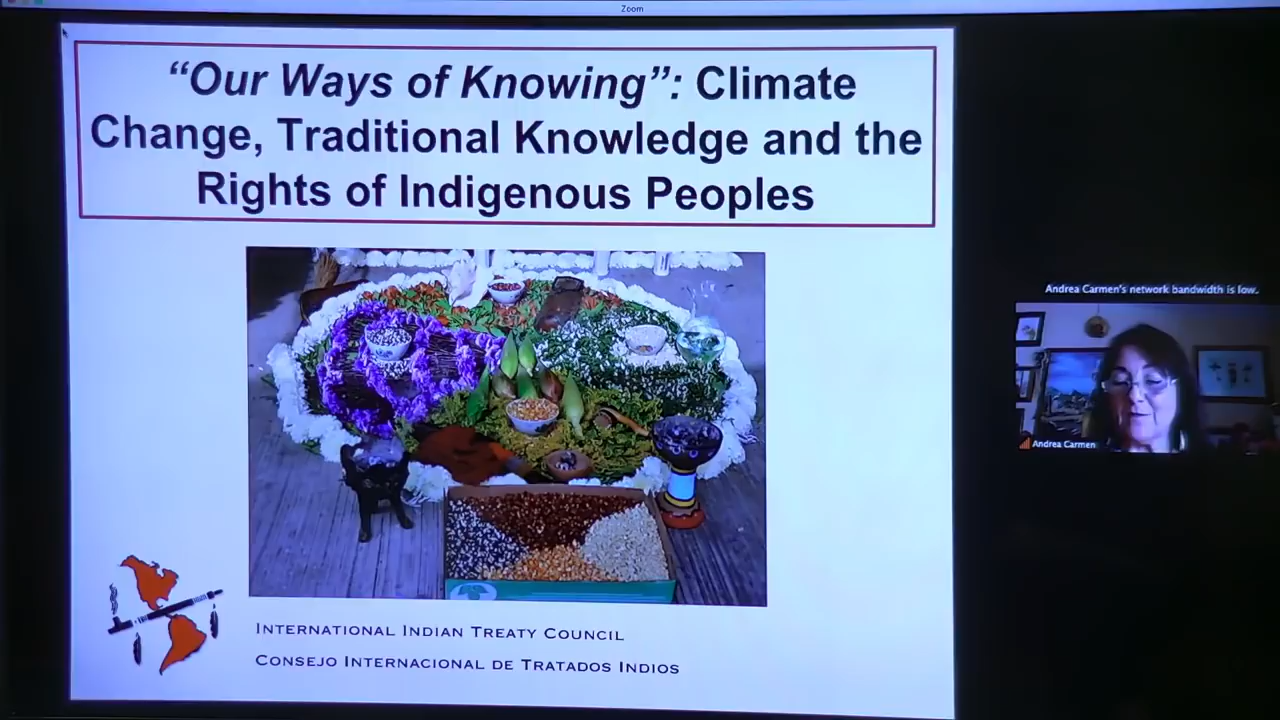 Zoom
“Our Ways of Knowing”: Climate
Change, Traditional Knowledge and the
Rights of Indigenous Peoples
Andrea Carmen's network bandwidth is low.
Andrea Carmen
INTERNATIONAL INDIAN TREATY COUNCIL
CONSEJO INTERNACIONAL DE TRATADOS INDIOS